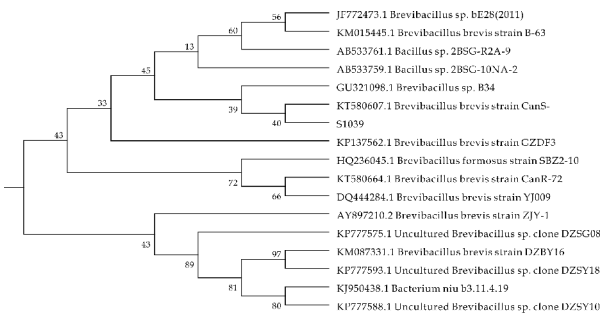 56 JF772473.1 Brevibacillus sp. bE28(2011)
60 KM015445.1 Brevibacillus brevis strain B-63
13 AB533761.1 Bacillus sp. 2BSG-R2A-9
45 AB533759.1 Bacillus sp. 2BSG-10NA-2
GU321098.1 Brevibacillus sp. B34
33 39 KT580607.1 Brevibacillus brevis strain CanS-
40 S1039
43 KP137562.1 Brevibacillus brevis strain GZDF3
HQ236045.1 Brevibacillus formosus strain SBZ2-10
72 KT580664.1 Brevibacillus brevis strain CanR-72
66 DQ444284.1 Brevibacillus brevis strain YJ009
AY897210.2 Brevibacillus brevis strain ZJY-1
43 KP777575.1 Uncultured Brevibacillus sp. clone DZSG08
97 KM087331.1 Brevibacillus brevis strain DZBY16
89 KP777593.1 Uncultured Brevibacillus sp. clone DZSY18
81 KJ950438.1 Bacterium niu b3.11.4.19
80 KP777588.1 Uncultured Brevibacillus sp. clone DZSY10